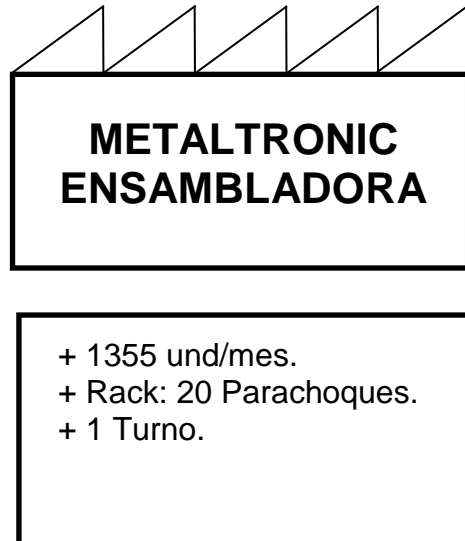 METALTRONIC
ENSAMBLADORA
+ 1355 und/mes.
+ Rack: 20 Parachoques.
+ 1 Turno.